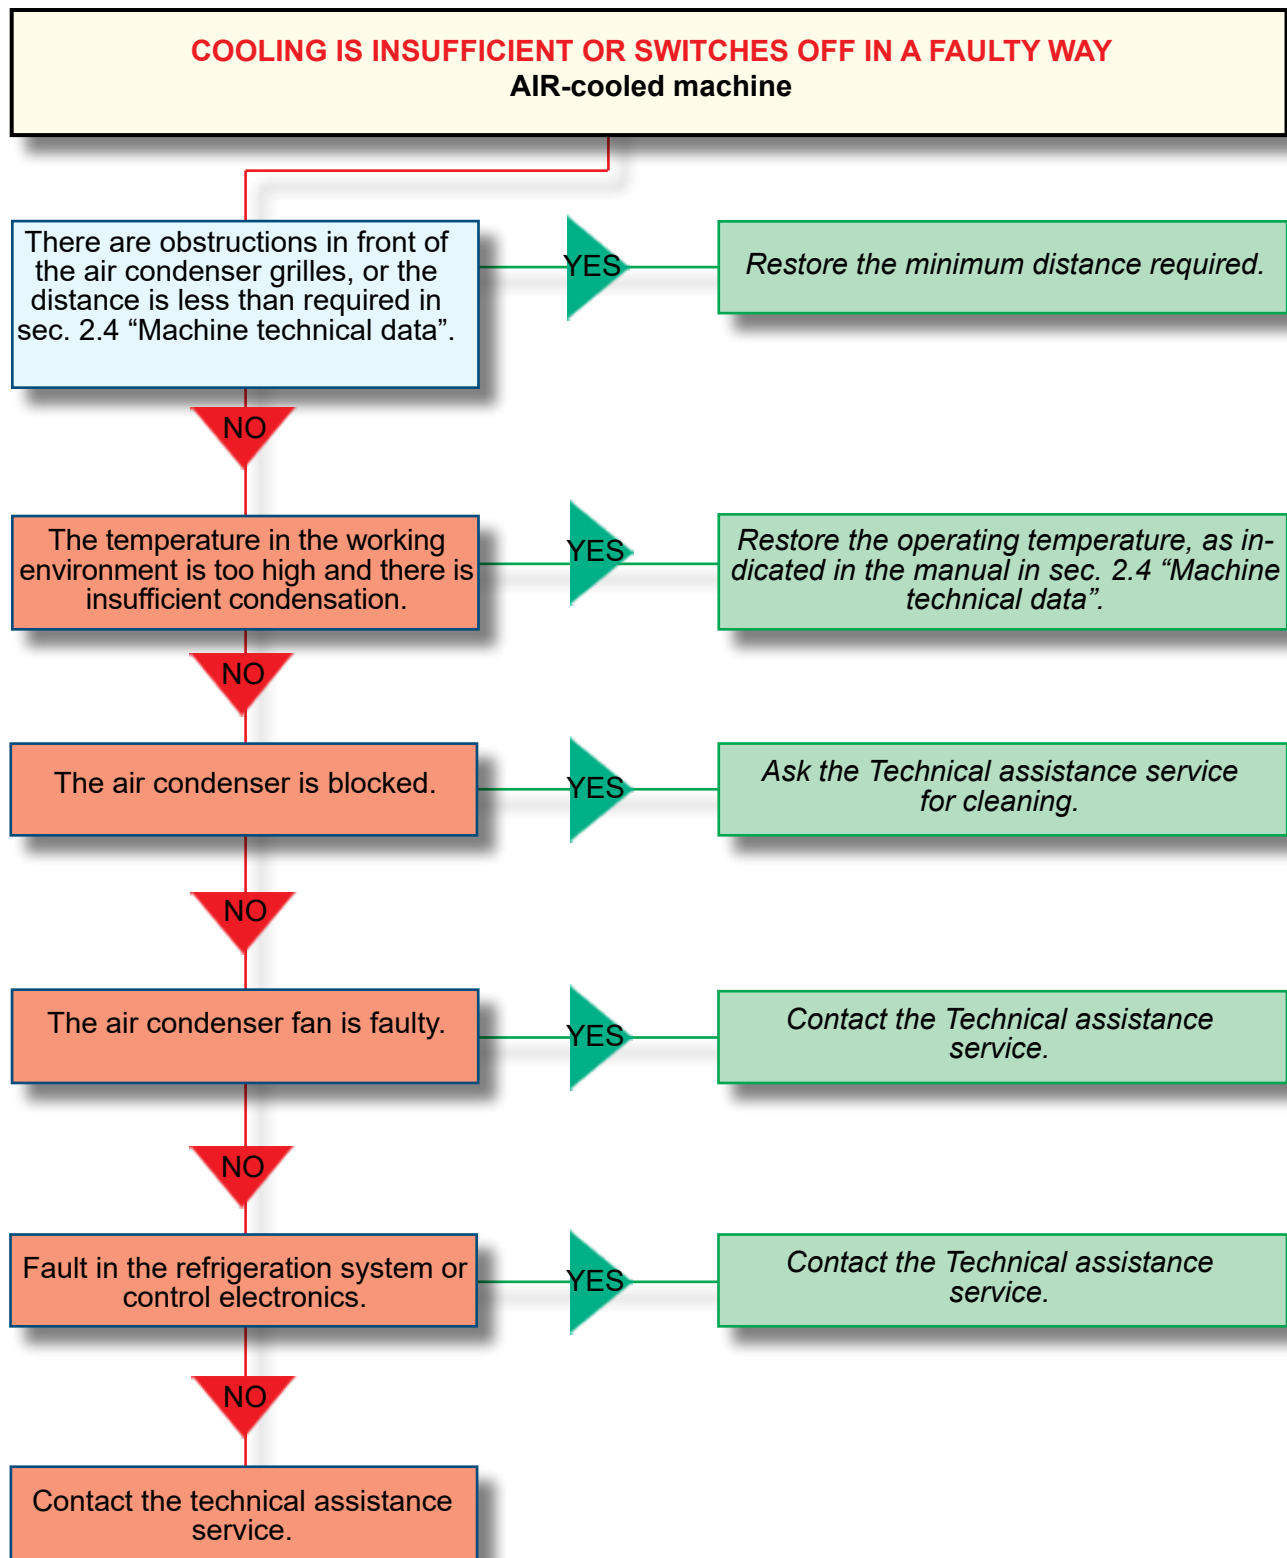 COOLING IS INSUFFICIENT OR SWITCHES OFF IN A FAULTY WAY
AIR-cooled machine
There are obstructions in front of
the air condenser grilles, or the
distance is less than required in
sec. 2.4 “Machine technical data”.
YES
Restore the minimum distance required.
NO
The temperature in the working
environment is too high and there is
insufficient condensation.
YES
Restore the operating temperature, as in-
dicated in the manual in sec. 2.4 “Machine
technical data”.
NO
The air condenser is blocked.
YES
Ask the Technical assistance service
for cleaning.
NO
The air condenser fan is faulty.
YES
Contact the Technical assistance
service.
NO
Fault in the refrigeration system or
control electronics.
YES
Contact the Technical assistance
service.
NO
Contact the technical assistance
service.